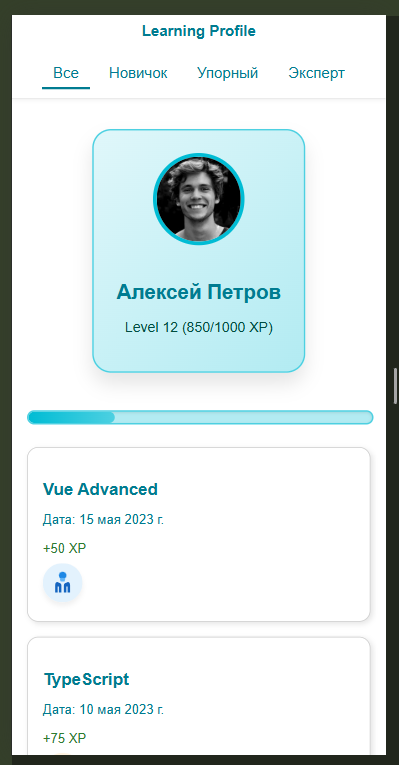 Learning Profile
Все Новичок Упорный Эксперт
Алексей Петров
Level 12 (850/1000 XP)
Vue Advanced
Дата: 15 мая 2023 г.
+50 XP
TypeScript
Дата: 10 мая 2023 г.
+75 XP